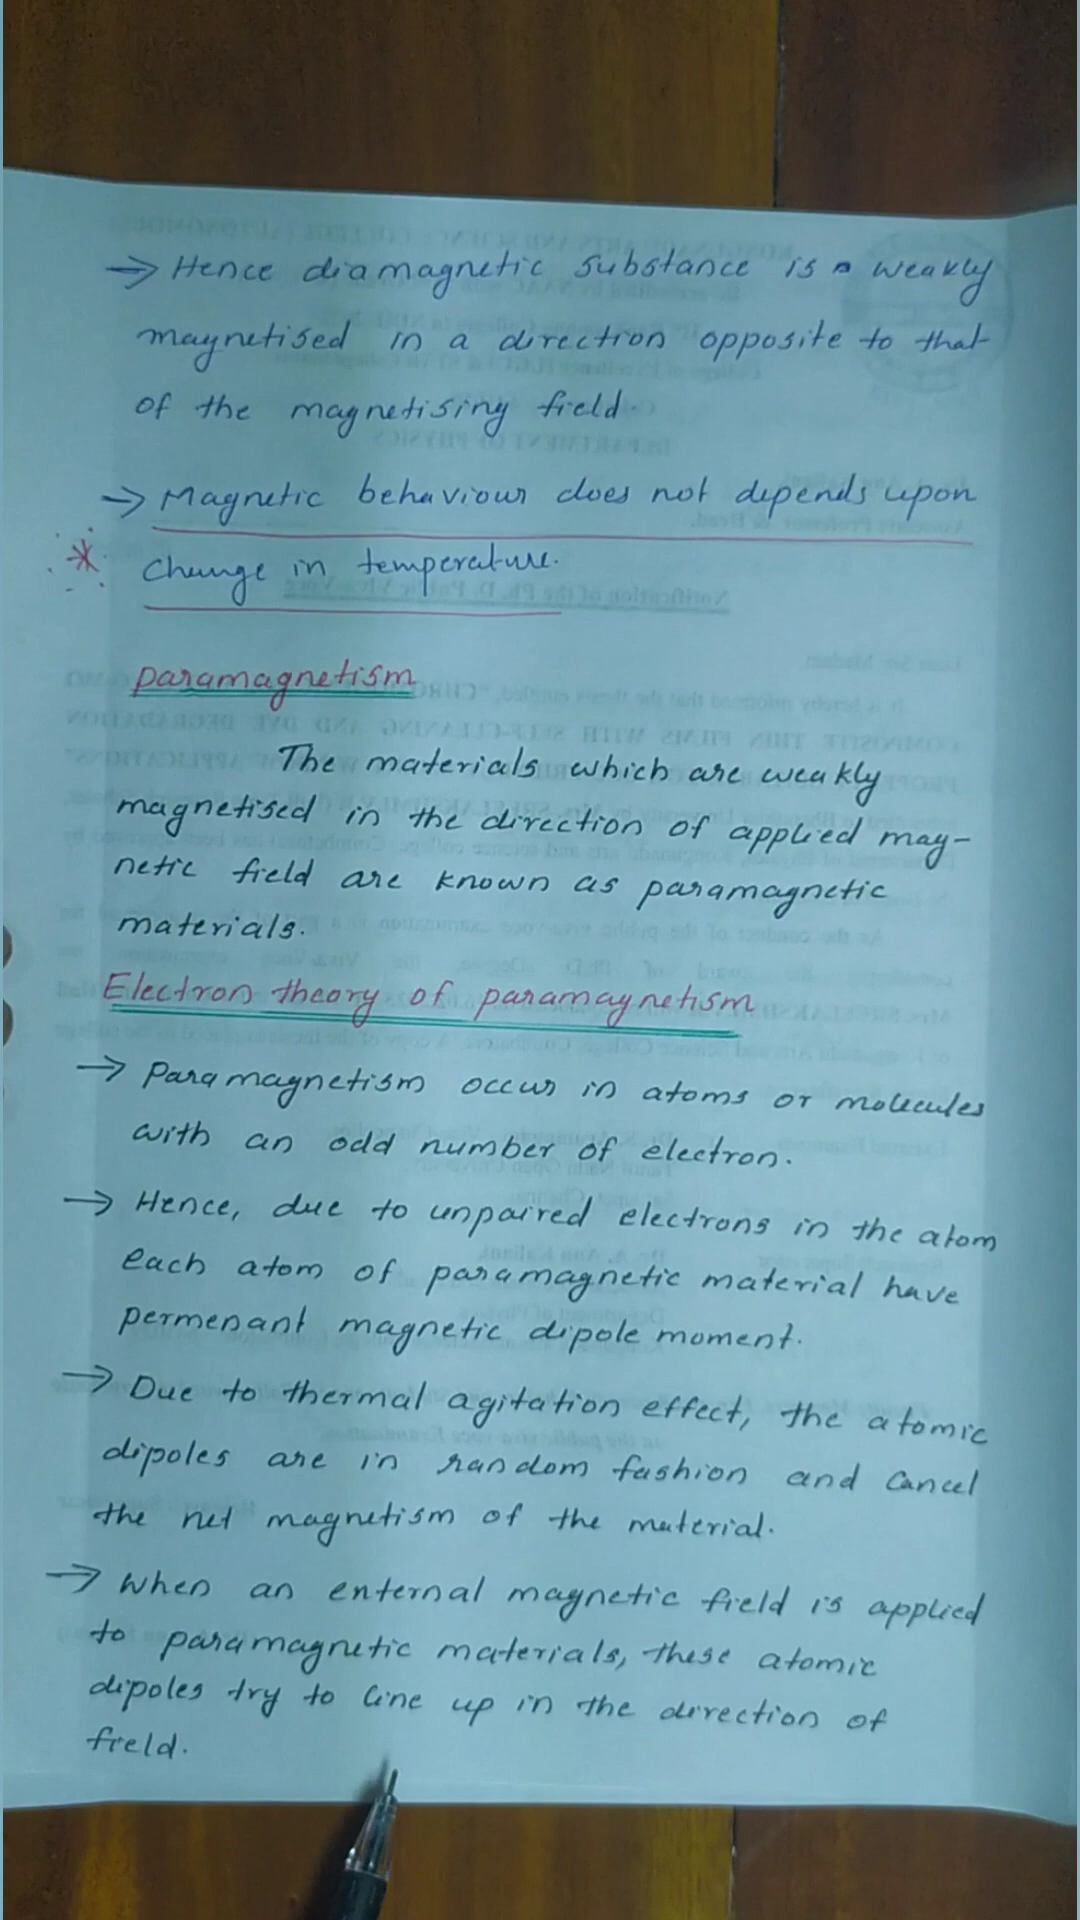 → Hence diamagnetic substance is weakly
magnetised in a direction opposite to that
of the magnetising field.
→ Magnetic behaviour does not depends upon
* change in temperature.
paramagnetism
The materials which are weakly
magnetised in the direction of applied mag-
netic field are known as paramagnetic
materials.
Electron theory of paramagnetism
→ Paramagnetism occur in atoms or molecules
with an odd number of electron.
→ Hence, due to unpaired electrons in the atom
each atom of paramagnetic material have
permenant magnetic dipole moment.
→ Due to thermal agitation effect, the atomic
dipoles are in random fashion and cancel
the net magnetism of the material.
→ When an enternal magnetic field is applied
to paramagnetic materials, these atomic
dipoles try to line up in the direction of
field.